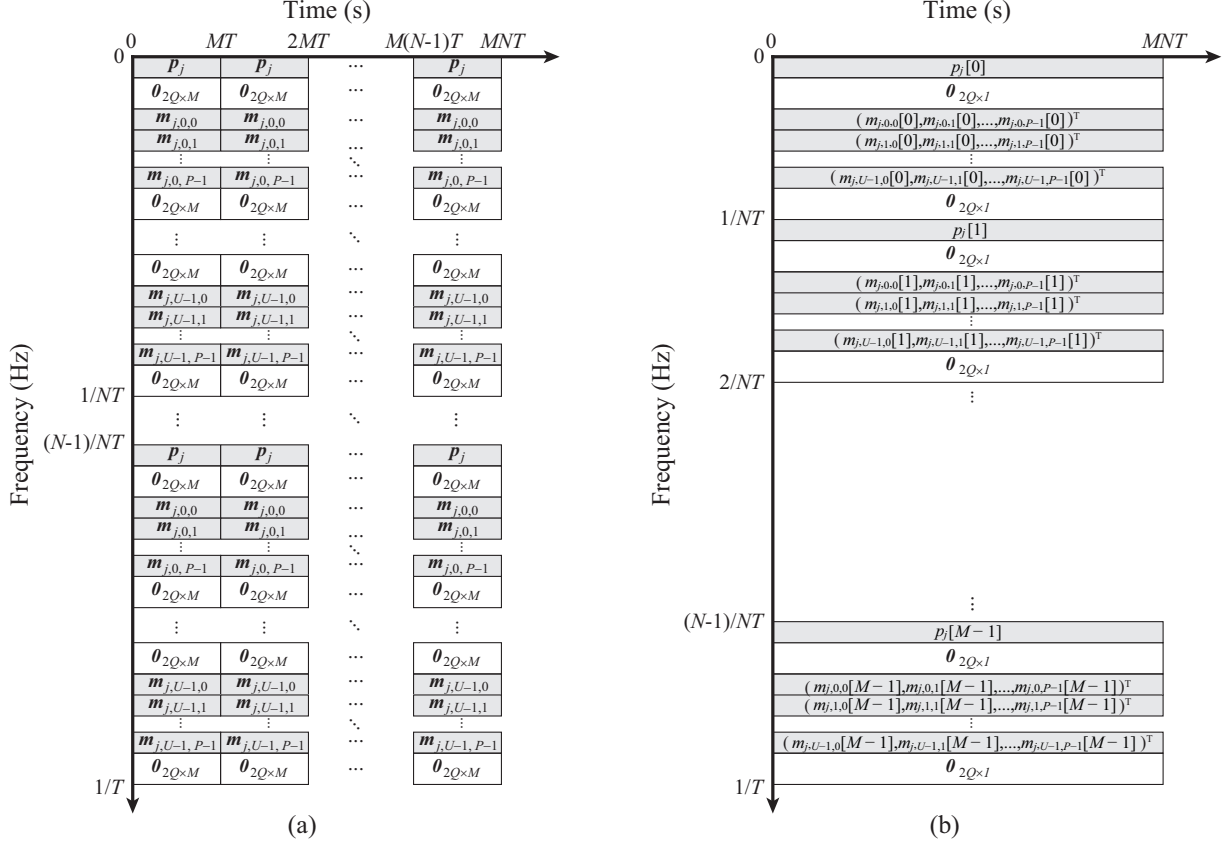 Time (s)
0 MT 2MT M(N-1)T MNT
0
p_j p_j ··· p_j
0_{2Q×M} 0_{2Q×M} ··· 0_{2Q×M}
m_{j,0,0} m_{j,0,0} ··· m_{j,0,0}
m_{j,0,1} m_{j,0,1} ··· m_{j,0,1}
⋮ ⋮ ⋱ ⋮
m_{j,0,P−1} m_{j,0,P−1} ··· m_{j,0,P−1}
0_{2Q×M} 0_{2Q×M} ··· 0_{2Q×M}
⋮ ⋮ ⋱ ⋮
0_{2Q×M} 0_{2Q×M} ··· 0_{2Q×M}
m_{j,U−1,0} m_{j,U−1,0} ··· m_{j,U−1,0}
m_{j,U−1,1} m_{j,U−1,1} ··· m_{j,U−1,1}
⋮ ⋮ ⋱ ⋮
m_{j,U−1,P−1} m_{j,U−1,P−1} ··· m_{j,U−1,P−1}
0_{2Q×M} 0_{2Q×M} ··· 0_{2Q×M}
1/NT
⋮ ⋮ ⋱ ⋮
(N-1)/NT
p_j p_j ··· p_j
0_{2Q×M} 0_{2Q×M} ··· 0_{2Q×M}
m_{j,0,0} m_{j,0,0} ··· m_{j,0,0}
m_{j,0,1} m_{j,0,1} ··· m_{j,0,1}
⋮ ⋮ ⋱ ⋮
m_{j,0,P−1} m_{j,0,P−1} ··· m_{j,0,P−1}
0_{2Q×M} 0_{2Q×M} ··· 0_{2Q×M}
⋮ ⋮ ⋱ ⋮
0_{2Q×M} 0_{2Q×M} ··· 0_{2Q×M}
m_{j,U−1,0} m_{j,U−1,0} ··· m_{j,U−1,0}
m_{j,U−1,1} m_{j,U−1,1} ··· m_{j,U−1,1}
⋮ ⋮ ⋱ ⋮
m_{j,U−1,P−1} m_{j,U−1,P−1} ··· m_{j,U−1,P−1}
0_{2Q×M} 0_{2Q×M} ··· 0_{2Q×M}
1/T
Frequency (Hz)
(a)
Time (s)
0 MNT
0
p_j[0]
0_{2Q×1}
(m_{j,0,0}[0],m_{j,0,1}[0],...,m_{j,0,P−1}[0])^T
(m_{j,1,0}[0],m_{j,1,1}[0],...,m_{j,1,P−1}[0])^T
⋮
(m_{j,U−1,0}[0],m_{j,U−1,1}[0],...,m_{j,U−1,P−1}[0])^T
0_{2Q×1}
1/NT
p_j[1]
0_{2Q×1}
(m_{j,0,0}[1],m_{j,0,1}[1],...,m_{j,0,P−1}[1])^T
(m_{j,1,0}[1],m_{j,1,1}[1],...,m_{j,1,P−1}[1])^T
⋮
(m_{j,U−1,0}[1],m_{j,U−1,1}[1],...,m_{j,U−1,P−1}[1])^T
0_{2Q×1}
2/NT
⋮
⋮
(N-1)/NT
p_j[M−1]
0_{2Q×1}
(m_{j,0,0}[M−1],m_{j,0,1}[M−1],...,m_{j,0,P−1}[M−1])^T
(m_{j,1,0}[M−1],m_{j,1,1}[M−1],...,m_{j,1,P−1}[M−1])^T
⋮
(m_{j,U−1,0}[M−1],m_{j,U−1,1}[M−1],...,m_{j,U−1,P−1}[M−1])^T
0_{2Q×1}
1/T
Frequency (Hz)
(b)